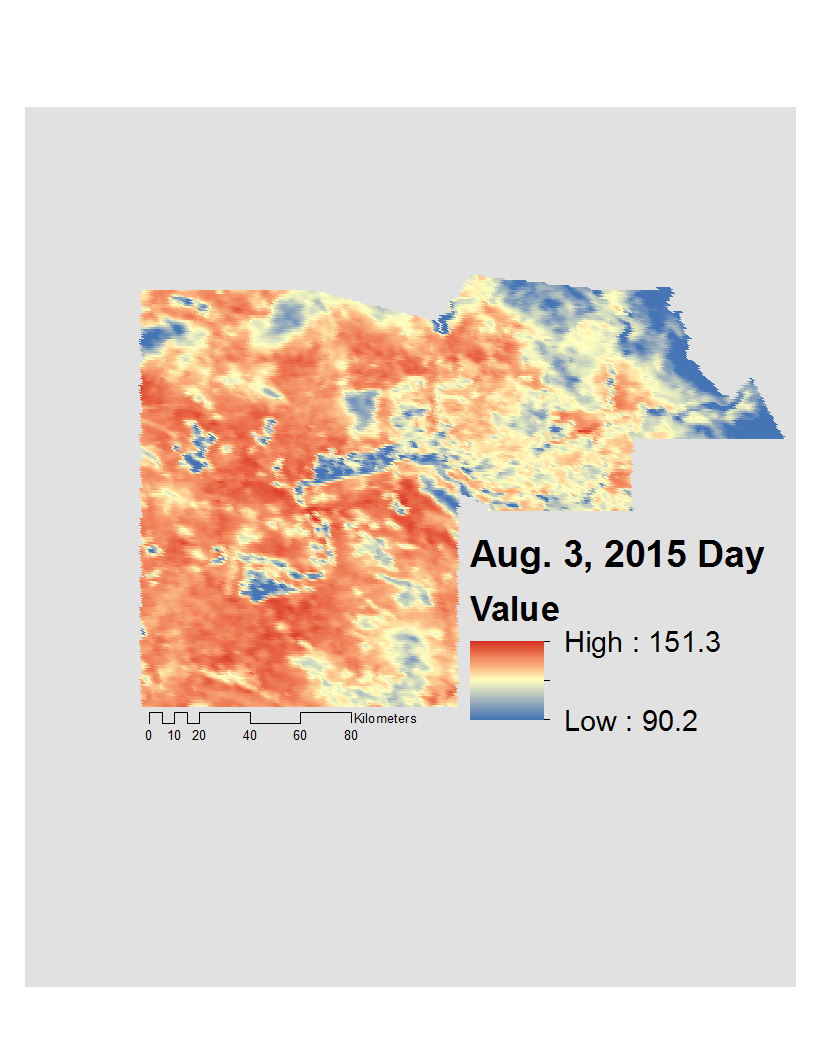 Aug. 3, 2015 Day
Value
High : 151.3
Low : 90.2
Kilometers
0 10 20 40 60 80